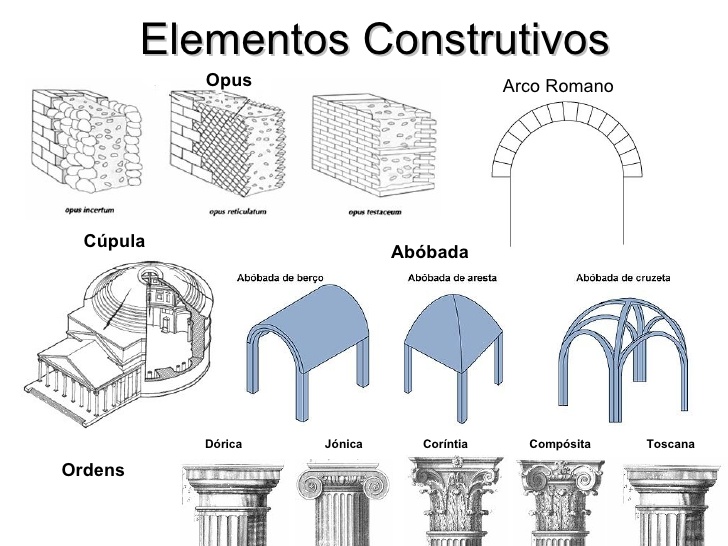 Elementos Construtivos
Opus
Arco Romano
opus incertum
opus reticulatum
opus testaceum
Cúpula
Abóbada
Abóbada de berço
Abóbada de aresta
Abóbada de cruzeta
Dórica
Jónica
Coríntia
Compósita
Toscana
Ordens